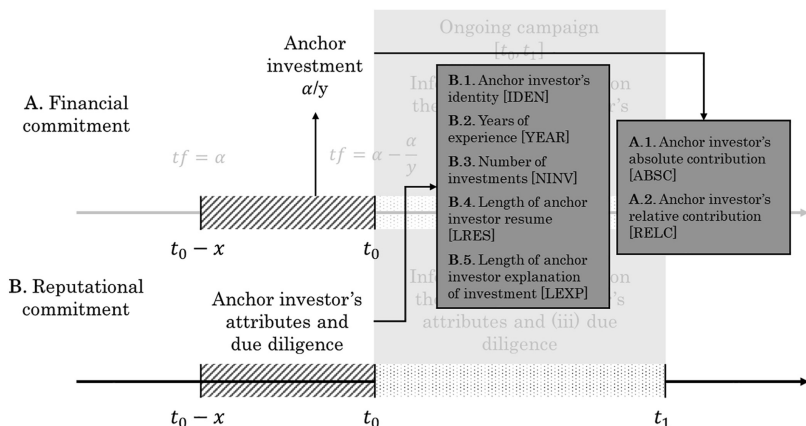 Ongoing campaign
[t₀, t₁]
Anchor
investment
α/y
A. Financial
commitment
tf = α
tf = α − α/y
B.1. Anchor investor's
identity [IDEN]
B.2. Years of
experience [YEAR]
B.3. Number of
investments [NINV]
B.4. Length of anchor
investor resume
[LRES]
B.5. Length of anchor
investor explanation
of investment [LEXP]
A.1. Anchor investor's
absolute contribution
[ABSC]
A.2. Anchor investor's
relative contribution
[RELC]
t₀ − x
t₀
B. Reputational
commitment
Anchor investor's
attributes and
due diligence
attributes and (iii) due
diligence
t₀ − x
t₀
t₁